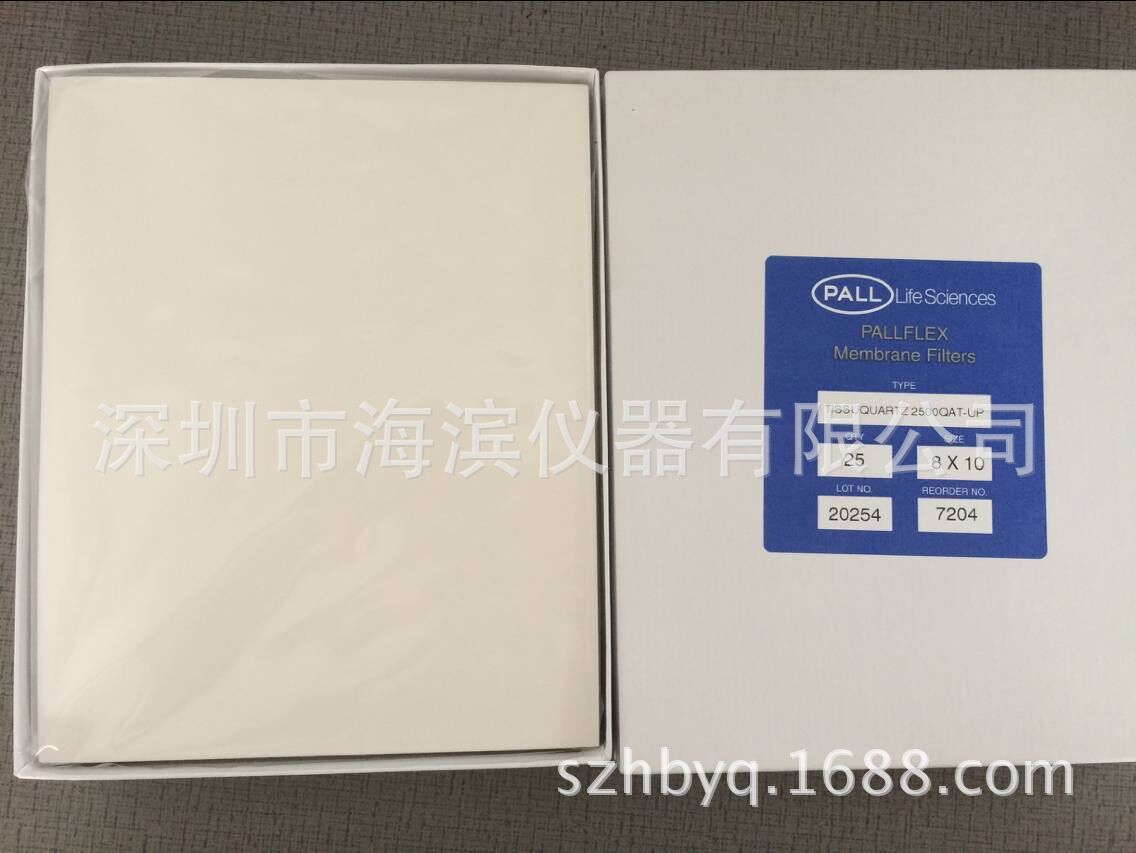 PALL Life Sciences
PALLFLEX
Membrane Filters
TYPE
TISSUQUARTZ 2500QAT-UP
QTY SIZE
25 8 X 10
LOT NO. REORDER NO.
20254 7204
深圳市海滨仪器有限公司
szhbyq.1688.com